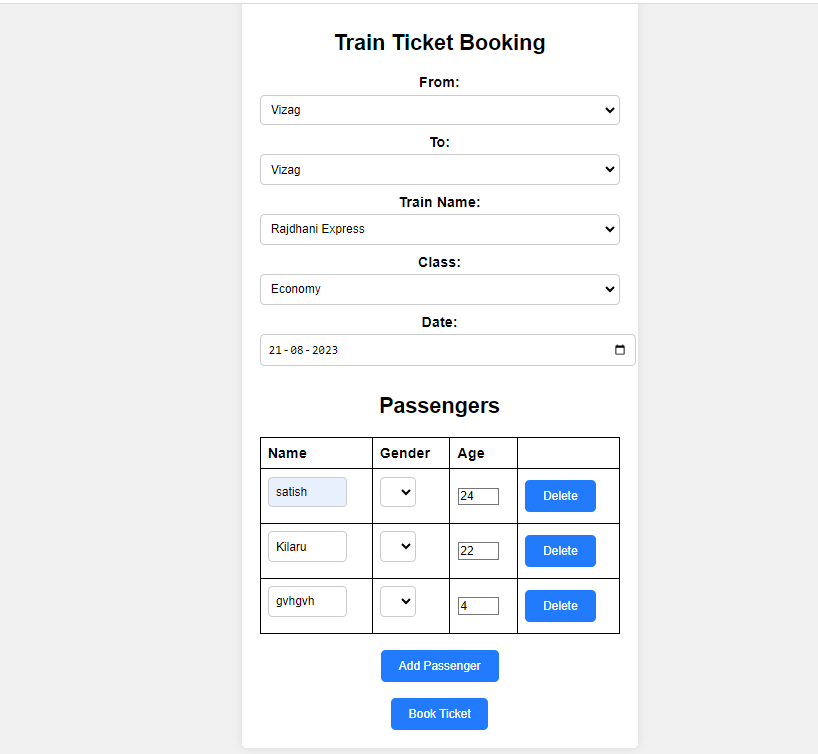 Train Ticket Booking
From:
Vizag
To:
Vizag
Train Name:
Rajdhani Express
Class:
Economy
Date:
21-08-2023
Passengers
Name Gender Age
satish 24 Delete
Kilaru 22 Delete
gvhgvh 4 Delete
Add Passenger
Book Ticket